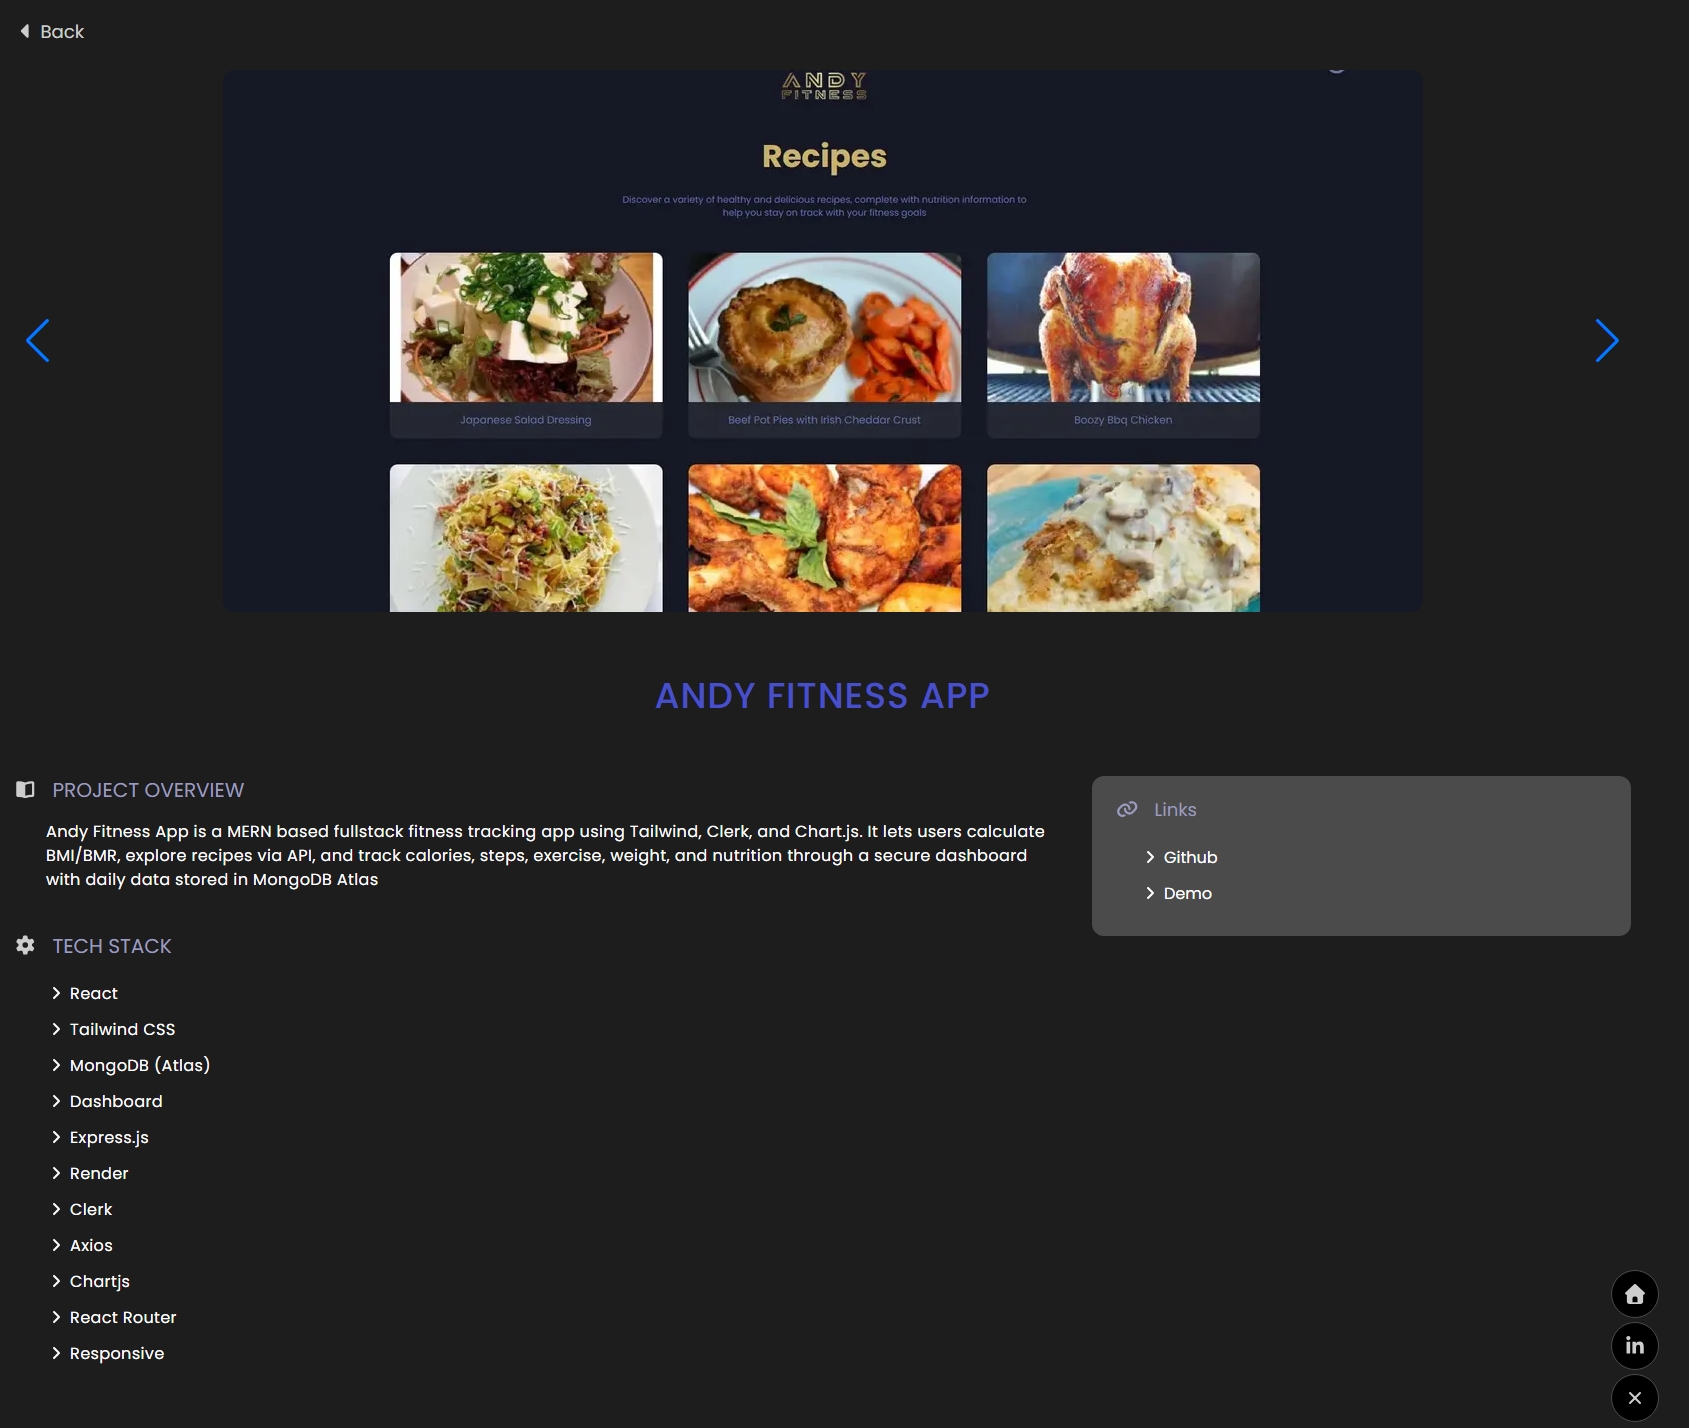 Back
ANDY
FITNESS
Recipes
Discover a variety of healthy and delicious recipes, complete with nutrition information to
help you stay on track with your fitness goals
Japanese Salad Dressing
Beef Pot Pies with Irish Cheddar Crust
Boozy Bbq Chicken
ANDY FITNESS APP
PROJECT OVERVIEW
Andy Fitness App is a MERN based fullstack fitness tracking app using Tailwind, Clerk, and Chart.js. It lets users calculate
BMI/BMR, explore recipes via API, and track calories, steps, exercise, weight, and nutrition through a secure dashboard
with daily data stored in MongoDB Atlas
TECH STACK
React
Tailwind CSS
MongoDB (Atlas)
Dashboard
Express.js
Render
Clerk
Axios
Chartjs
React Router
Responsive
Links
Github
Demo
in